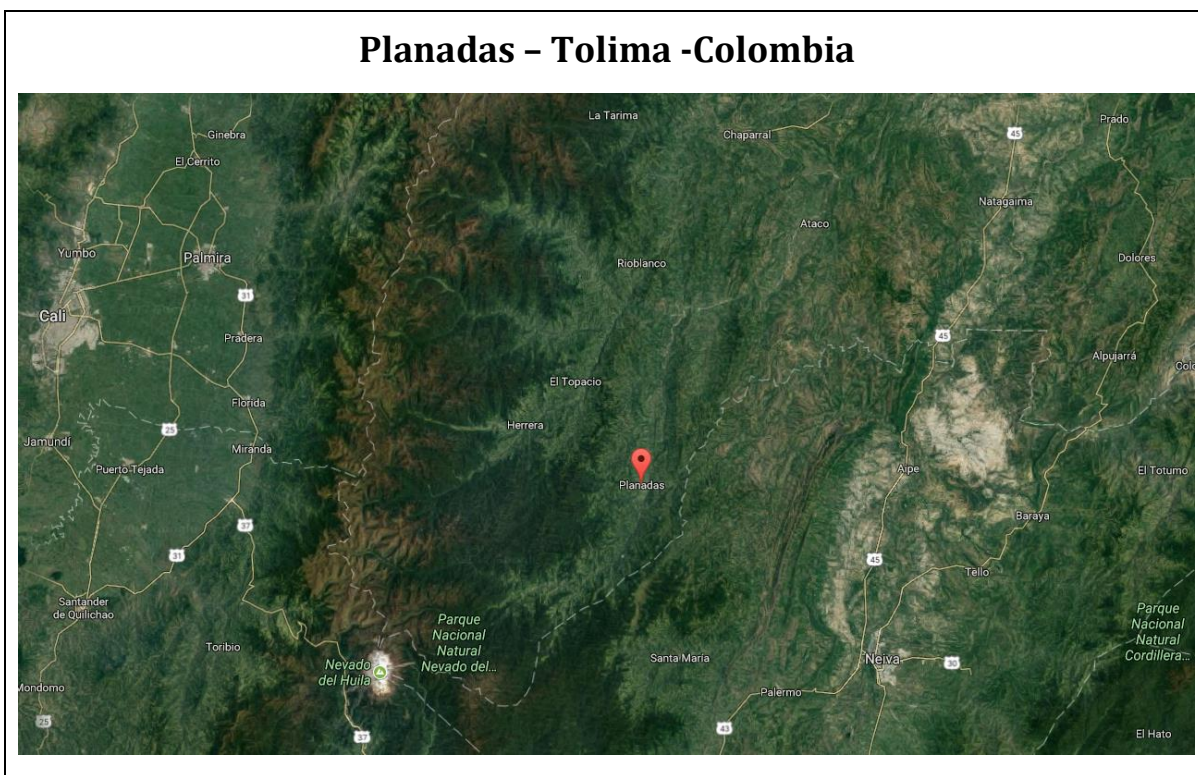 Planadas – Tolima -Colombia
La Tarima
Prado
Ginebra
Chaparral
45
El Cerrito
Natagaima
Ataco
Yumbo
Palmira
Rioblanco
Dolores
31
Cali
Pradera
45
Alpujarrá
Colo
El Topacio
Florida
Herrera
25
Jamundí
Miranda
Puerto Tejada
Planadas
Aipe
El Totumo
Baraya
37
31
45
Tello
Santander
de Quilichao
Parque
Nacional
Natural
Nevado del...
Parque
Nacional
Natural
Cordillera...
Toribio
Nevado
del Huila
Santa María
Neiva
30
Mondomo
Palermo
25
43
37
El Hato